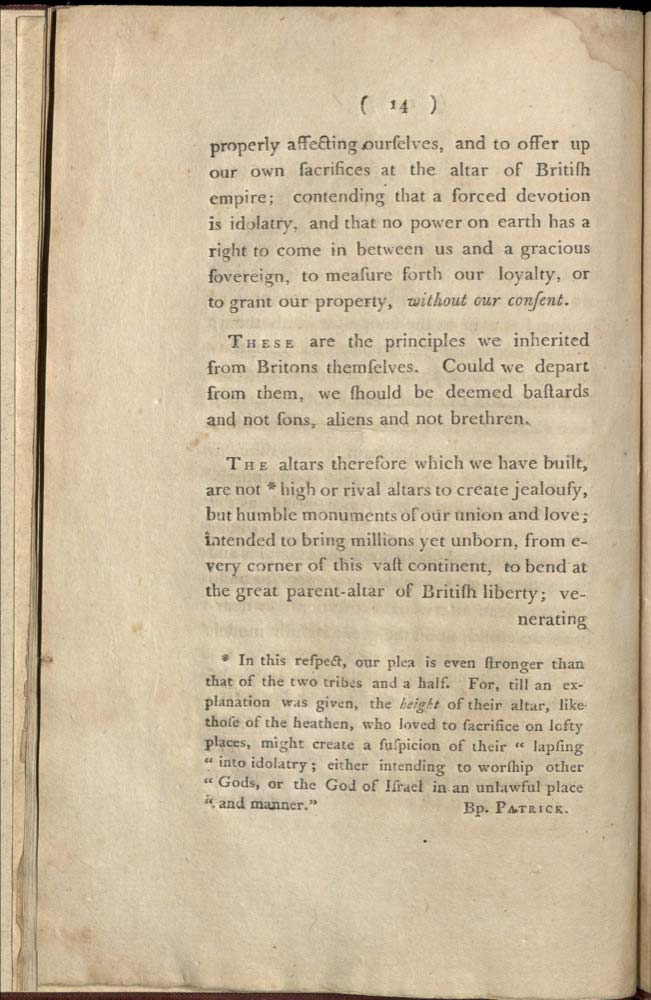 ( 14 )
properly affecting ourſelves, and to offer up
our own ſacrifices at the altar of Britiſh
empire; contending that a forced devotion
is idolatry, and that no power on earth has a
right to come in between us and a gracious
ſovereign, to meaſure forth our loyalty, or
to grant our property, without our conſent.
THESE are the principles we inherited
from Britons themſelves. Could we depart
from them, we ſhould be deemed baſtards
and not ſons, aliens and not brethren.
THE altars therefore which we have built,
are not * high or rival altars to create jealouſy,
but humble monuments of our union and love;
intended to bring millions yet unborn, from e-
very corner of this vaſt continent, to bend at
the great parent-altar of Britiſh liberty; ve-
nerating
* In this reſpect, our plea is even ſtronger than
that of the two tribes and a half. For, till an ex-
planation was given, the height of their altar, like
thoſe of the heathen, who loved to ſacrifice on lofty
places, might create a ſuſpicion of their “ lapſing
“ into idolatry; either intending to worſhip other
“ Gods, or the God of Iſrael in an unlawful place
“ and manner.” Bp. PATRICK.